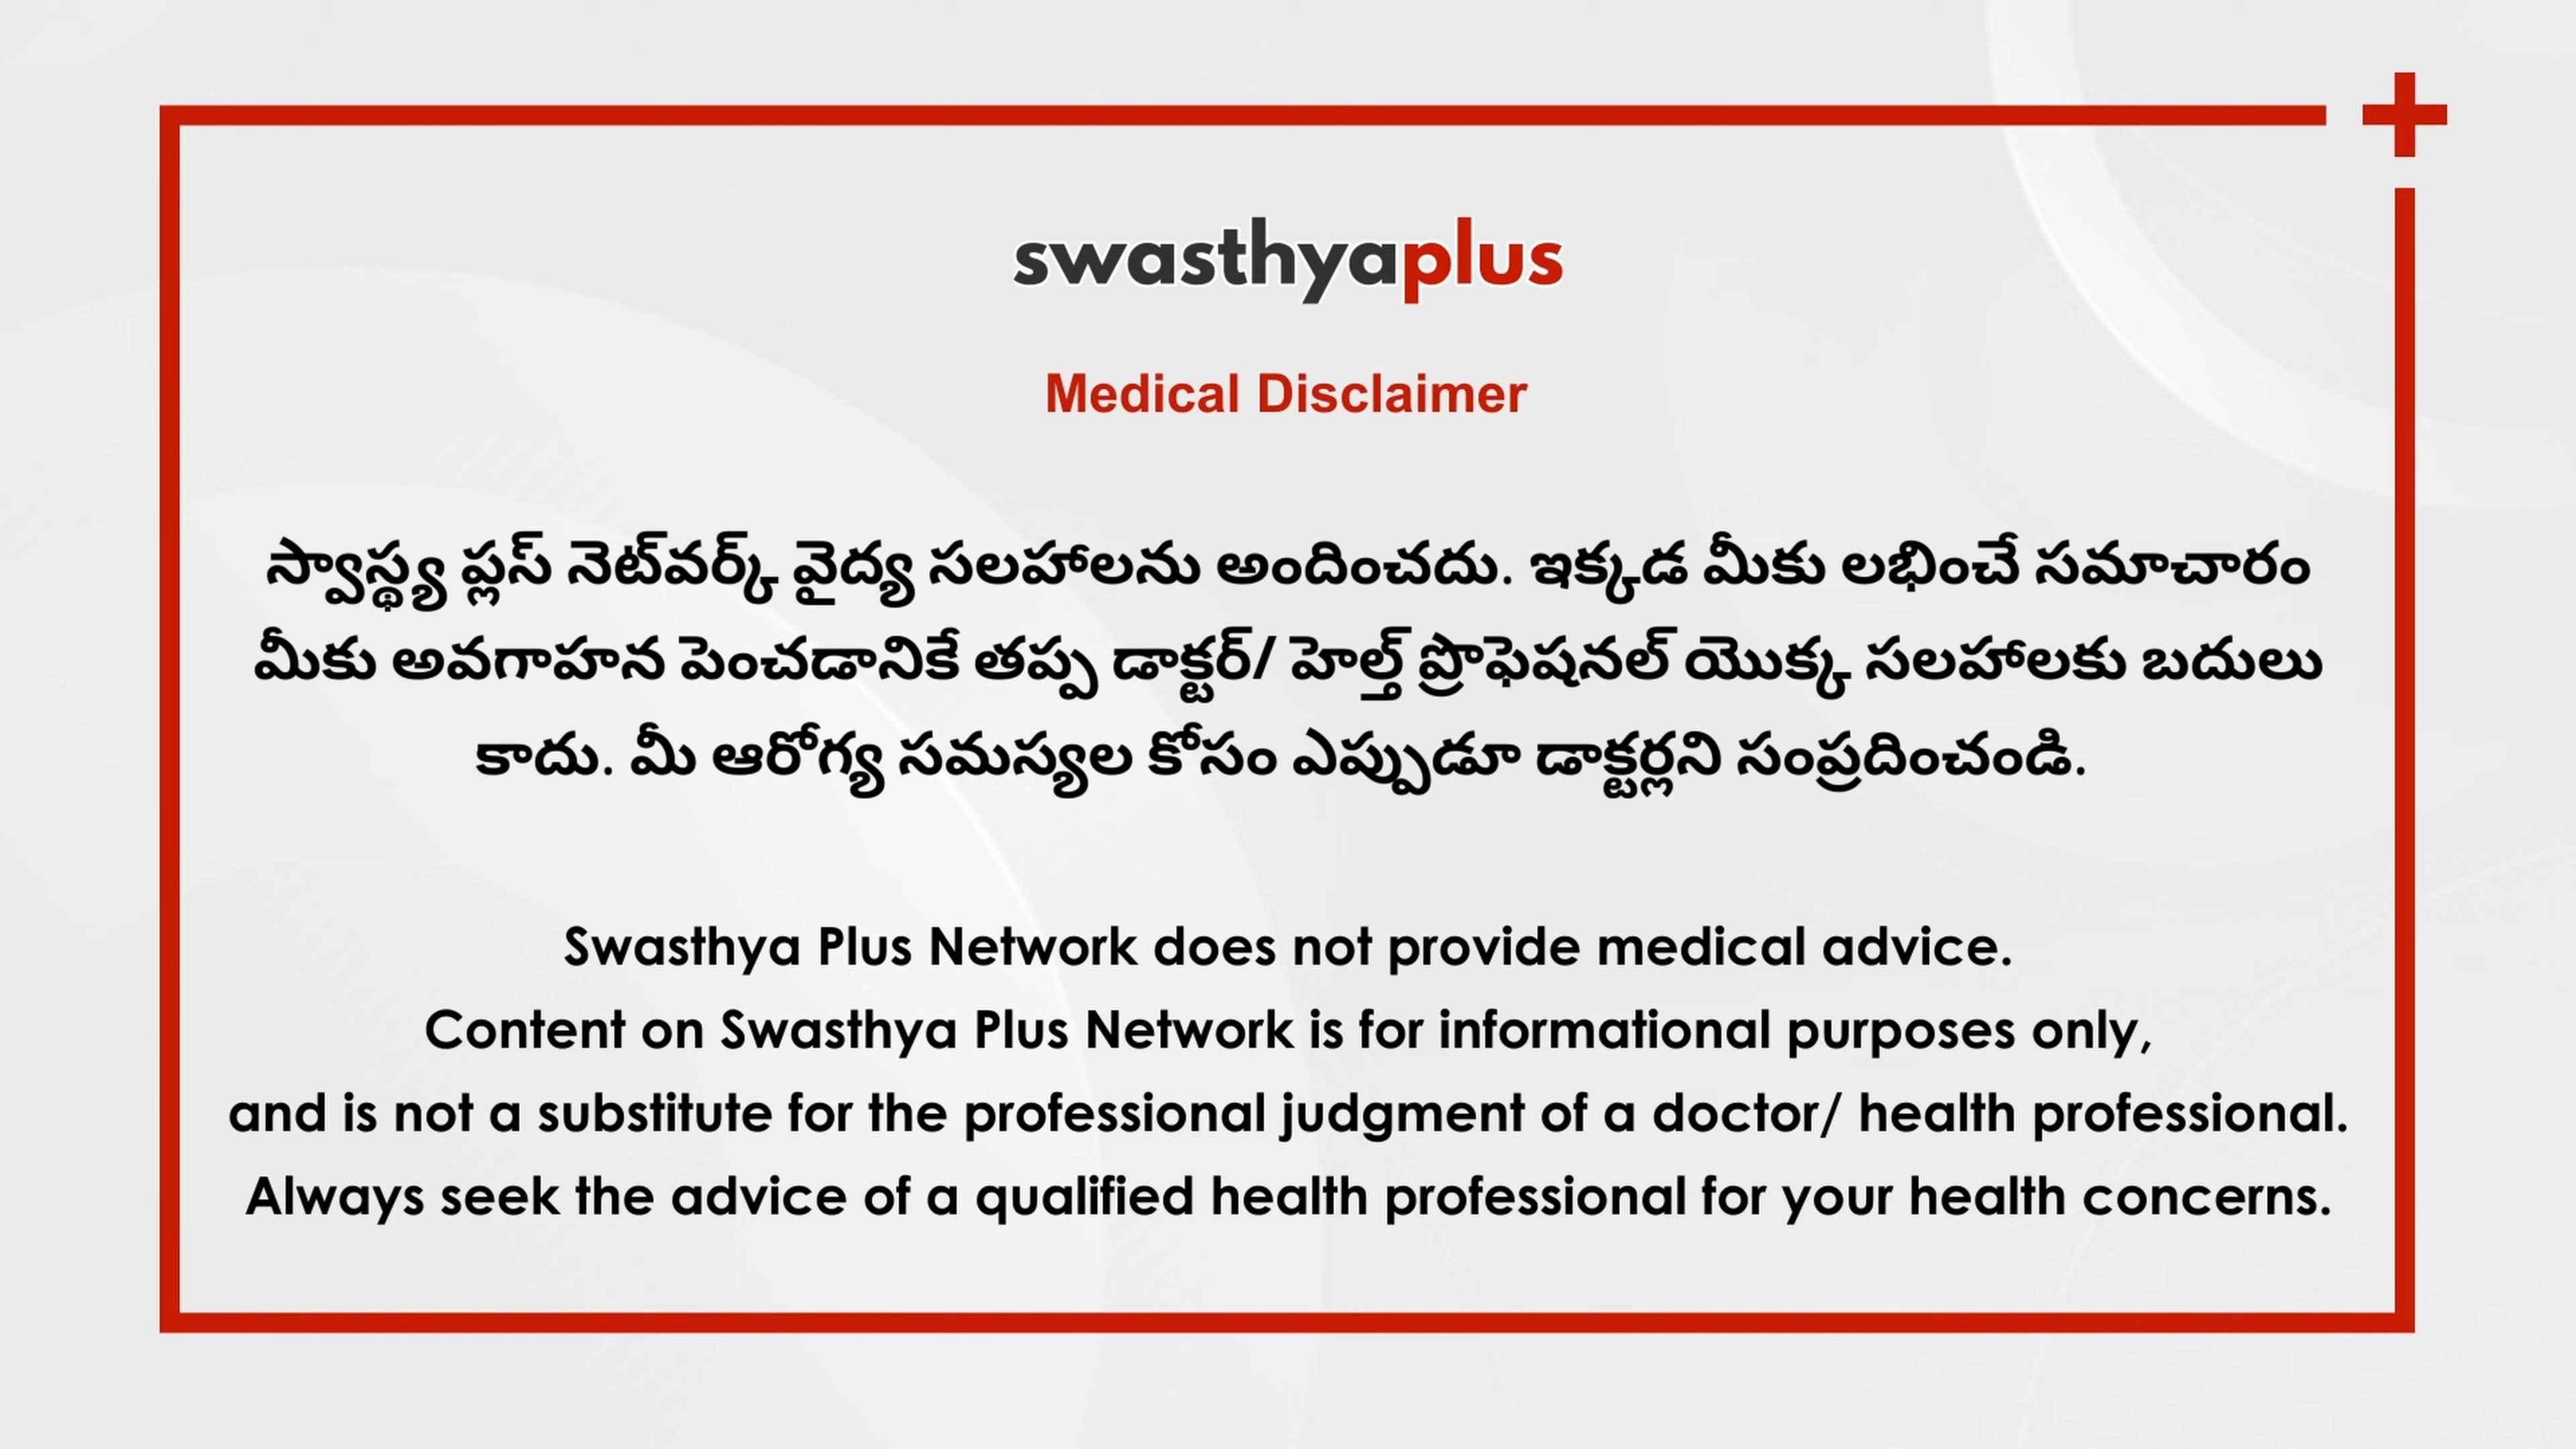 swasthyaplus
Medical Disclaimer
స్వాస్థ్య ప్లస్ నెట్‌వర్క్ వైద్య సలహాలను అందించదు. ఇక్కడ మీకు లభించే సమాచారం
మీకు అవగాహన పెంచడానికే తప్ప డాక్టర్/ హెల్త్ ప్రొఫెషనల్ యొక్క సలహాలకు బదులు
కాదు. మీ ఆరోగ్య సమస్యల కోసం ఎప్పుడూ డాక్టర్లని సంప్రదించండి.
Swasthya Plus Network does not provide medical advice.
Content on Swasthya Plus Network is for informational purposes only,
and is not a substitute for the professional judgment of a doctor/ health professional.
Always seek the advice of a qualified health professional for your health concerns.